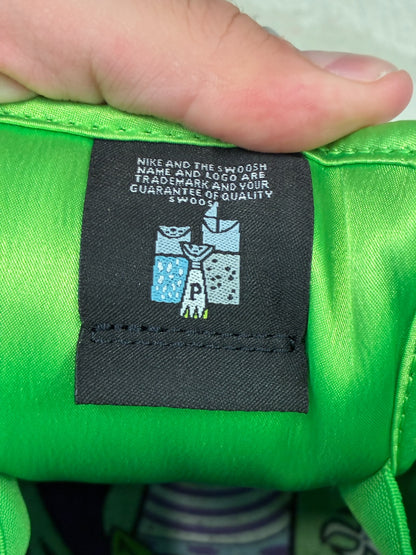 NIKE AND THE SWOOSH
NAME AND LOGO ARE
TRADEMARK AND YOUR
GUARANTEE OF QUALITY
SWOOSH
P